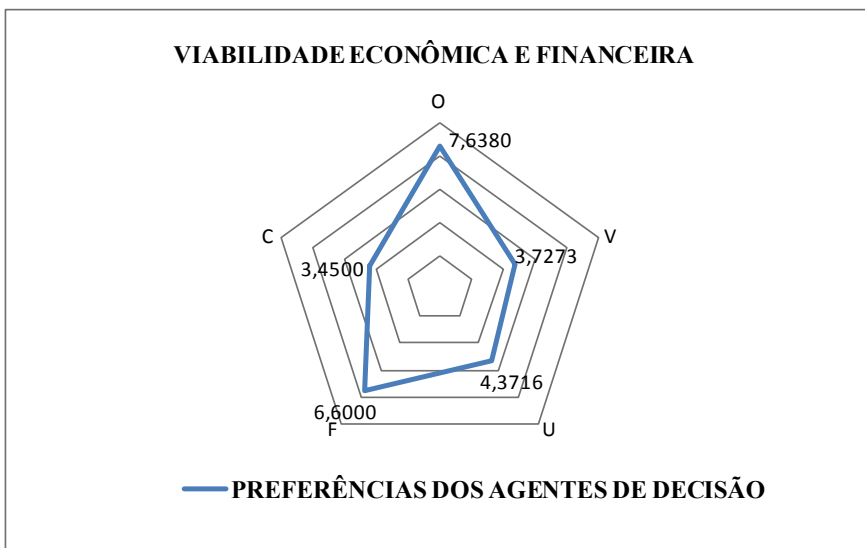 VIABILIDADE ECONÔMICA E FINANCEIRA
O
7,6380
V
3,7273
C
3,4500
4,3716
6,6000
F
U
PREFERÊNCIAS DOS AGENTES DE DECISÃO